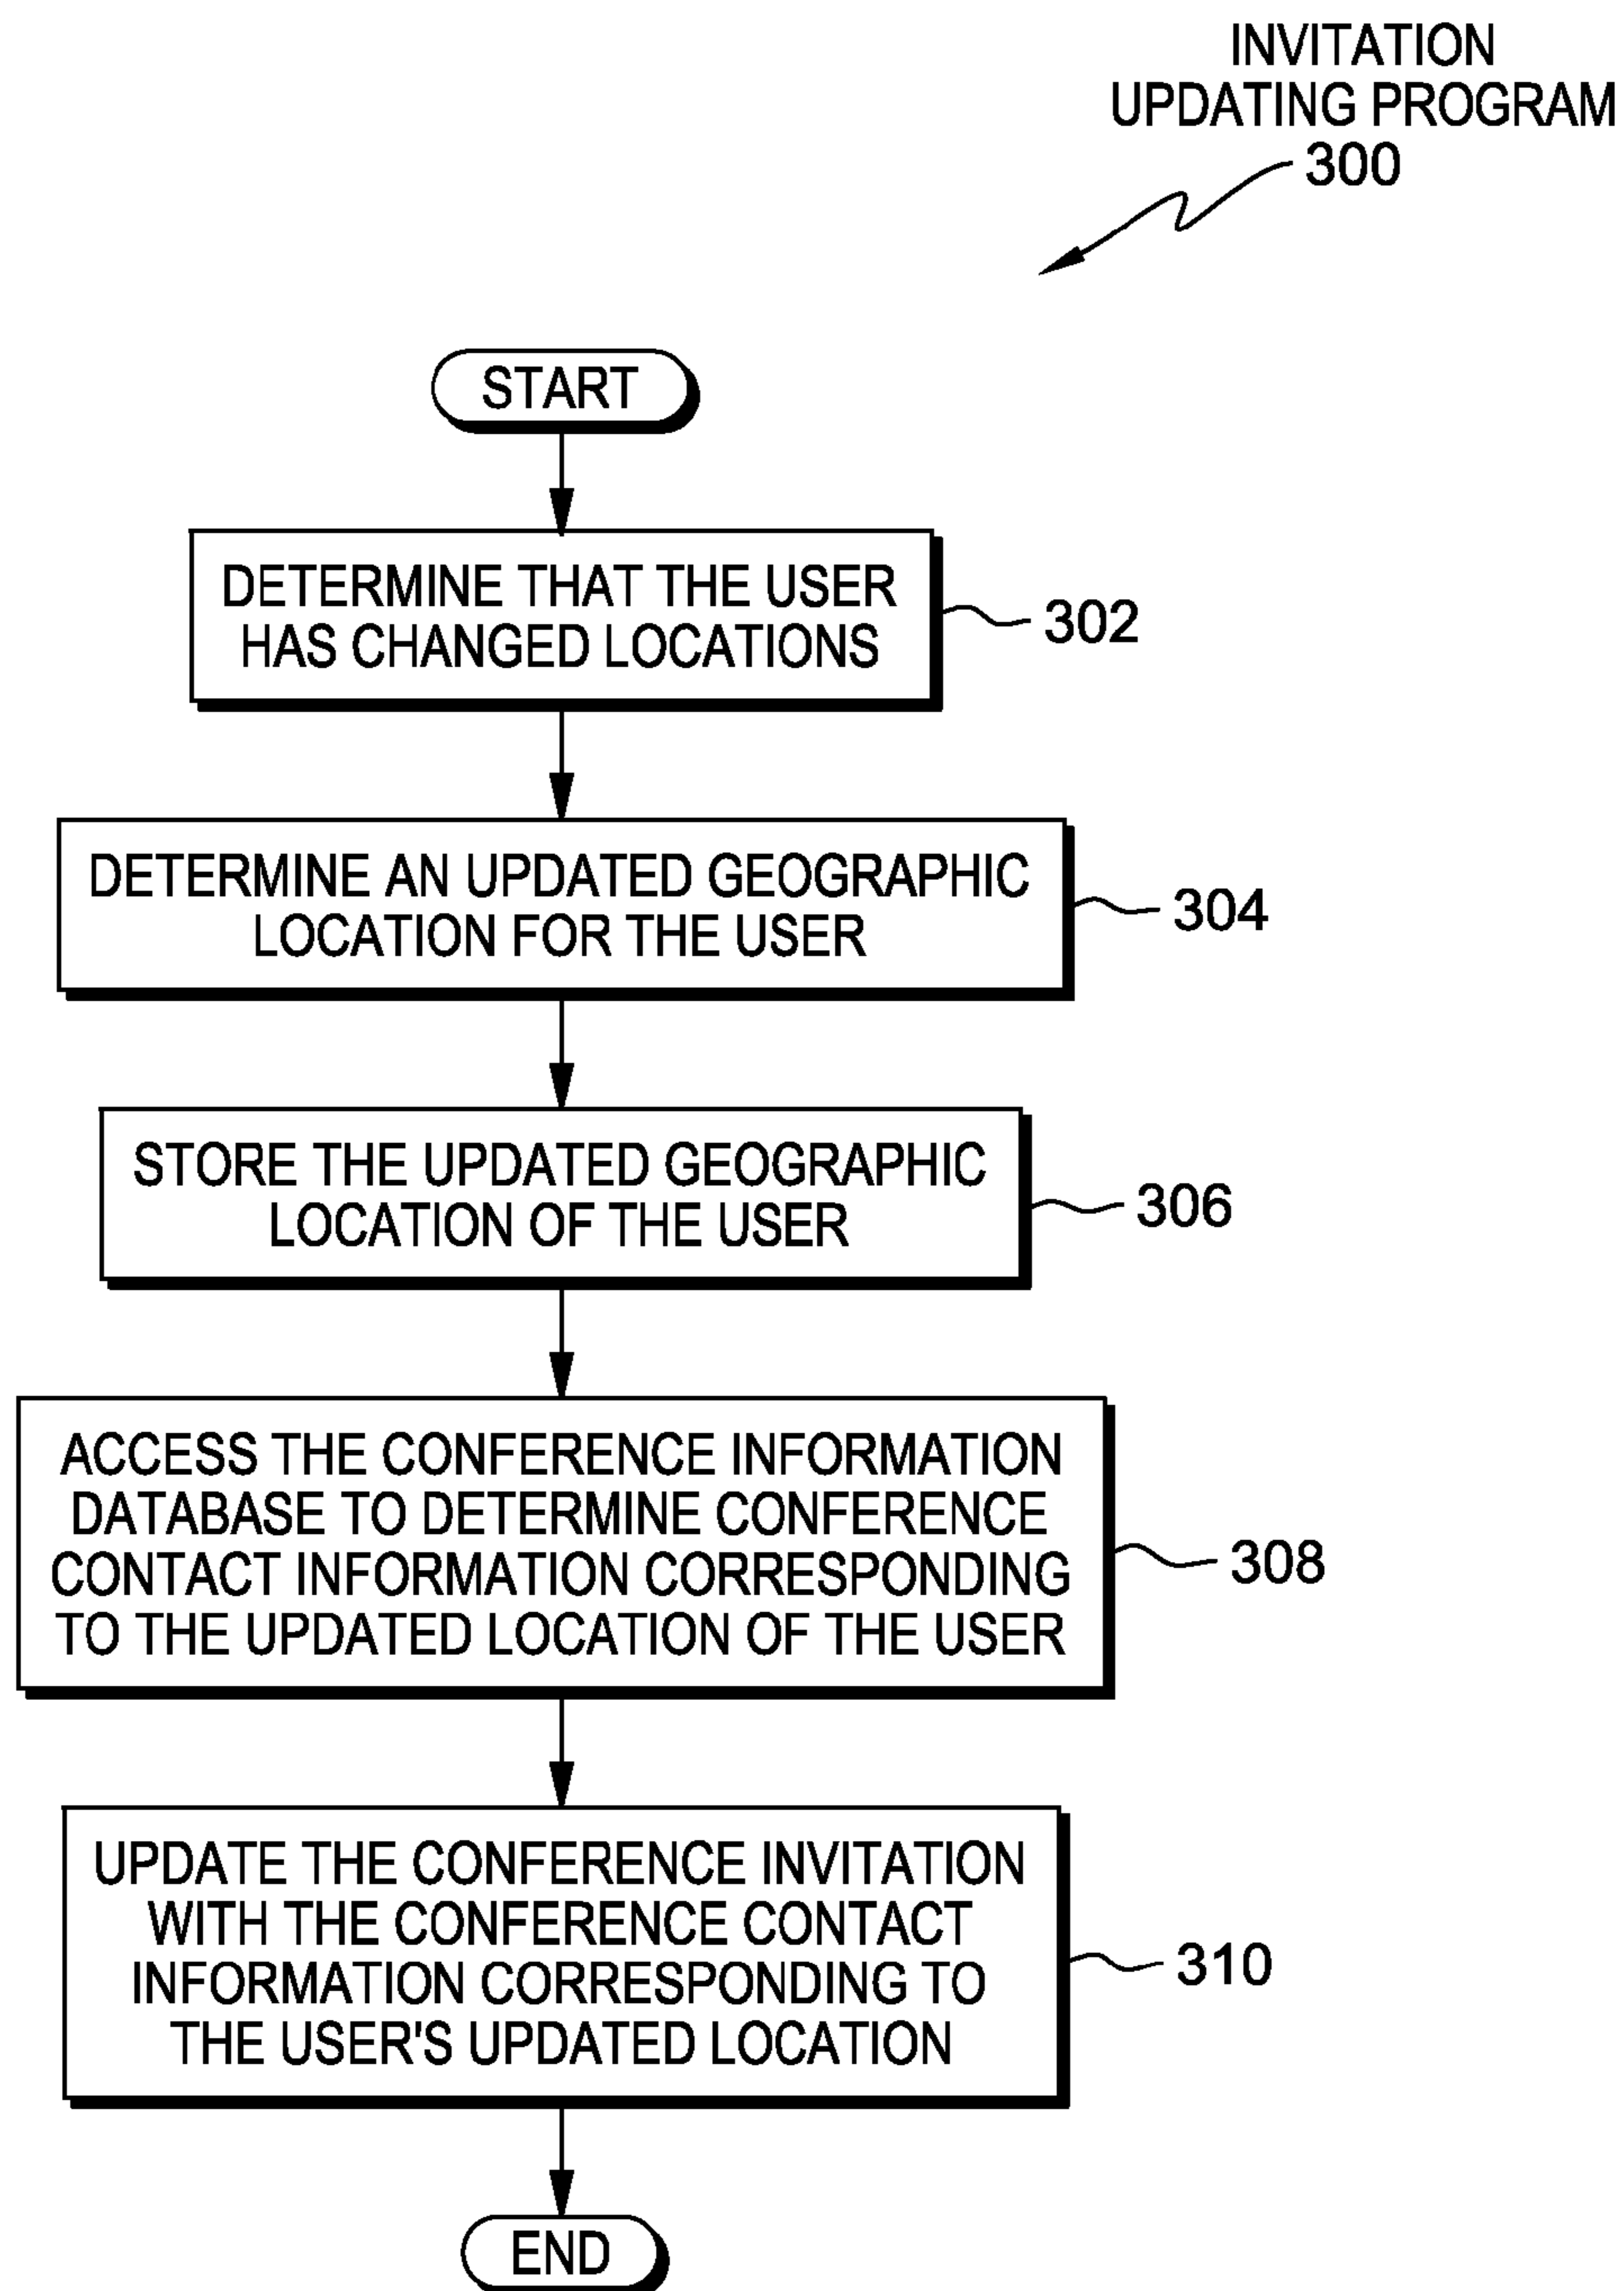 INVITATION
UPDATING PROGRAM
300
START
DETERMINE THAT THE USER
HAS CHANGED LOCATIONS
302
DETERMINE AN UPDATED GEOGRAPHIC
LOCATION FOR THE USER
304
STORE THE UPDATED GEOGRAPHIC
LOCATION OF THE USER
306
ACCESS THE CONFERENCE INFORMATION
DATABASE TO DETERMINE CONFERENCE
CONTACT INFORMATION CORRESPONDING
TO THE UPDATED LOCATION OF THE USER
308
UPDATE THE CONFERENCE INVITATION
WITH THE CONFERENCE CONTACT
INFORMATION CORRESPONDING TO
THE USER'S UPDATED LOCATION
310
END